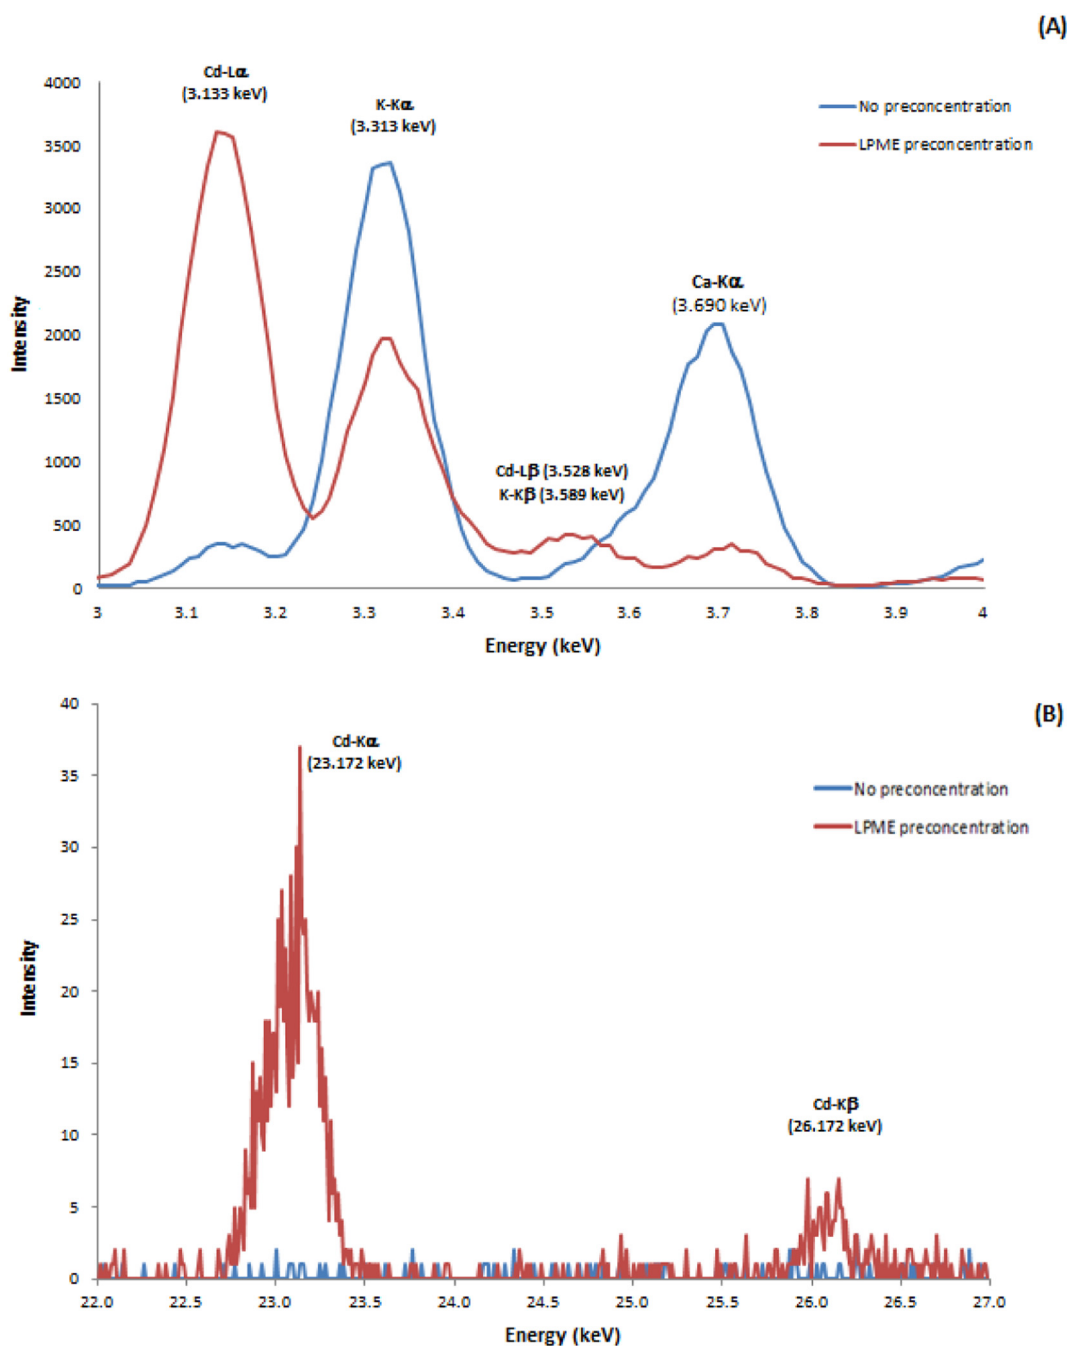 (A)
Cd-Lα
(3.133 keV)
K-Kα
(3.313 keV)
No preconcentration
LPME preconcentration
Ca-Kα
(3.690 keV)
Cd-Lβ (3.528 keV)
K-Kβ (3.589 keV)
4000
3500
3000
2500
2000
1500
1000
500
0
Intensity
3 3.1 3.2 3.3 3.4 3.5 3.6 3.7 3.8 3.9 4
Energy (keV)
(B)
Cd-Kα
(23.172 keV)
No preconcentration
LPME preconcentration
Cd-Kβ
(26.172 keV)
40
35
30
25
20
15
10
5
0
Intensity
22.0 22.5 23.0 23.5 24.0 24.5 25.0 25.5 26.0 26.5 27.0
Energy (keV)